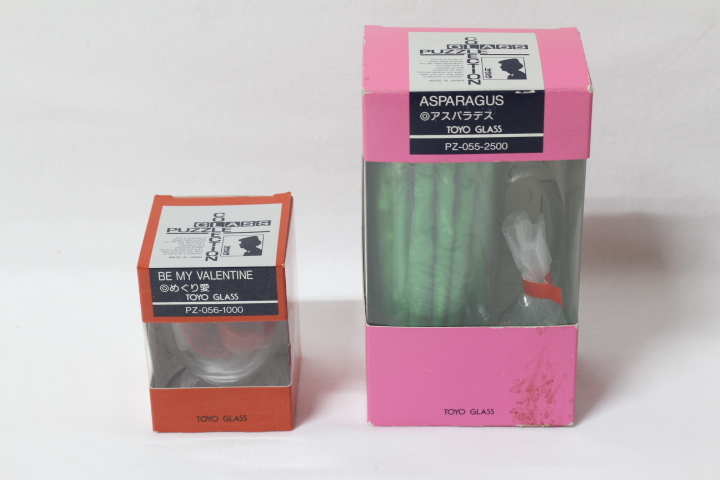 COLLECTION
GLASS
PUZZLE
BE MY VALENTINE
◎めぐり愛
TOYO GLASS
PZ-056-1000
TOYO GLASS
COLLECTION
GLASS
PUZZLE
ASPARAGUS
◎アスパラデス
TOYO GLASS
PZ-055-2500
TOYO GLASS